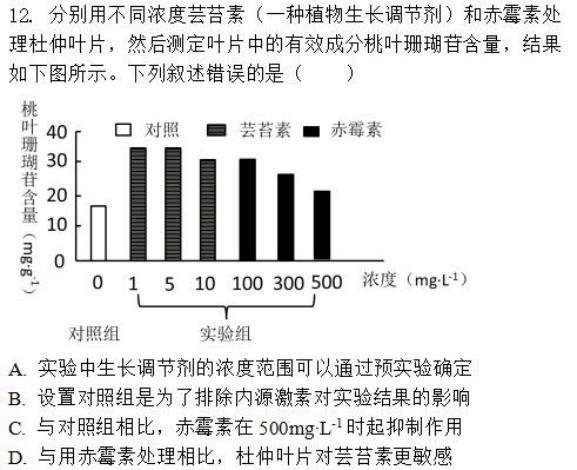 12. 分别用不同浓度芸苔素（一种植物生长调节剂）和赤霉素处
理杜仲叶片，然后测定叶片中的有效成分桃叶珊瑚苷含量，结果
如下图所示。下列叙述错误的是（　　）
桃叶珊瑚苷含量（mg·g⁻¹）
对照 芸苔素 赤霉素
40
30
20
10
0
0 1 5 10 100 300 500 浓度（mg·L⁻¹）
对照组 实验组
A. 实验中生长调节剂的浓度范围可以通过预实验确定
B. 设置对照组是为了排除内源激素对实验结果的影响
C. 与对照组相比，赤霉素在 500mg·L⁻¹时起抑制作用
D. 与用赤霉素处理相比，杜仲叶片对芸苔素更敏感